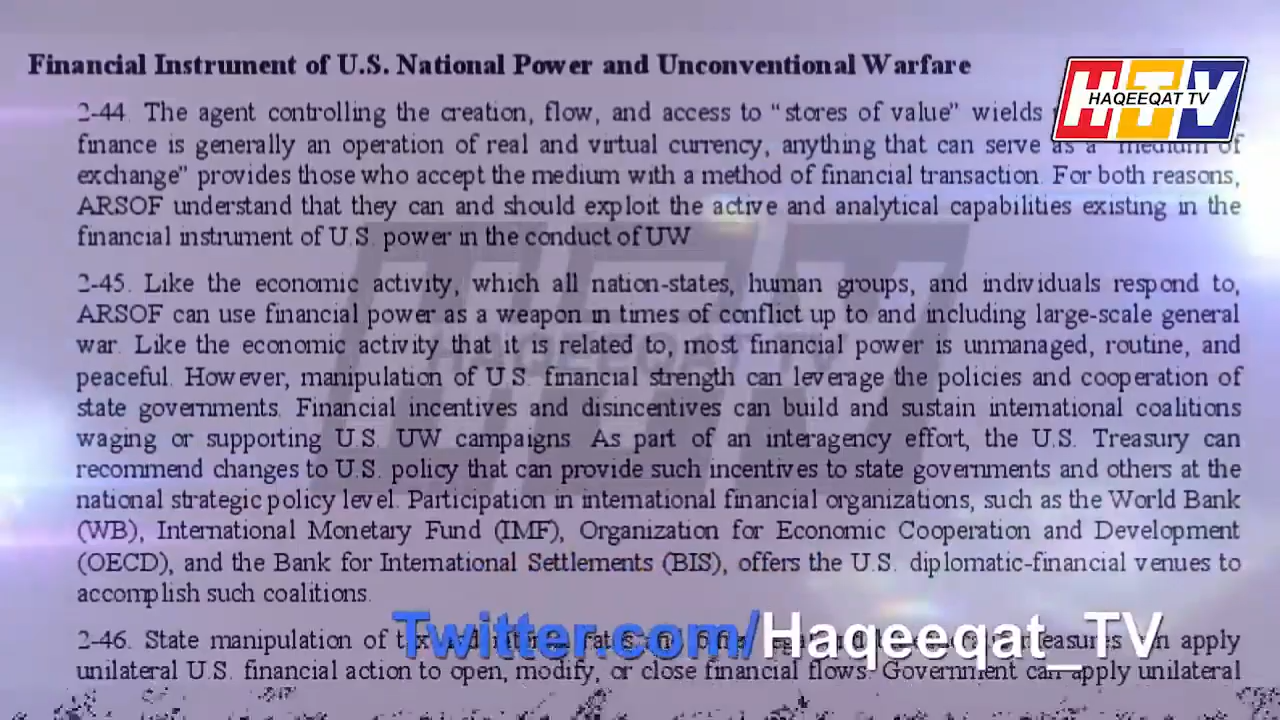 Financial Instrument of U.S. National Power and Unconventional Warfare
HTV
HAQEEQAT TV
2-44. The agent controlling the creation, flow, and access to “stores of value” wields
finance is generally an operation of real and virtual currency, anything that can serve as a “medium of
exchange” provides those who accept the medium with a method of financial transaction. For both reasons,
ARSOF understand that they can and should exploit the active and analytical capabilities existing in the
financial instrument of U.S. power in the conduct of UW
2-45. Like the economic activity, which all nation-states, human groups, and individuals respond to,
ARSOF can use financial power as a weapon in times of conflict up to and including large-scale general
war. Like the economic activity that it is related to, most financial power is unmanaged, routine, and
peaceful. However, manipulation of U.S. financial strength can leverage the policies and cooperation of
state governments. Financial incentives and disincentives can build and sustain international coalitions
waging or supporting U.S. UW campaigns. As part of an interagency effort, the U.S. Treasury can
recommend changes to U.S. policy that can provide such incentives to state governments and others at the
national strategic policy level. Participation in international financial organizations, such as the World Bank
(WB), International Monetary Fund (IMF), Organization for Economic Cooperation and Development
(OECD), and the Bank for International Settlements (BIS), offers the U.S. diplomatic-financial venues to
accomplish such coalitions.
Twitter.com/Haqeeqat_TV
2-46. State manipulation of measures can apply
unilateral U.S. financial action to open, modify, or close financial flows. Government can apply unilateral